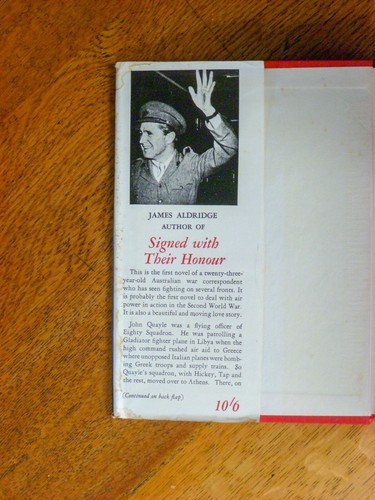 JAMES ALDRIDGE
AUTHOR OF
Signed with
Their Honour
This is the first novel of a twenty-three-
year-old Australian war correspondent
who has seen fighting on several fronts. It
is probably the first novel to deal with air
power in action in the Second World War.
It is also a beautiful and moving love story.
John Quayle was a flying officer of
Eighty Squadron. He was patrolling a
Gladiator fighter plane in Libya when the
high command rushed air aid to Greece
where unopposed Italian planes were bomb-
ing Greek troops and supply trains. So
Quayle's squadron, with Hickey, Tap and
the rest, moved over to Athens. There, on
(Continued on back flap)
10/6